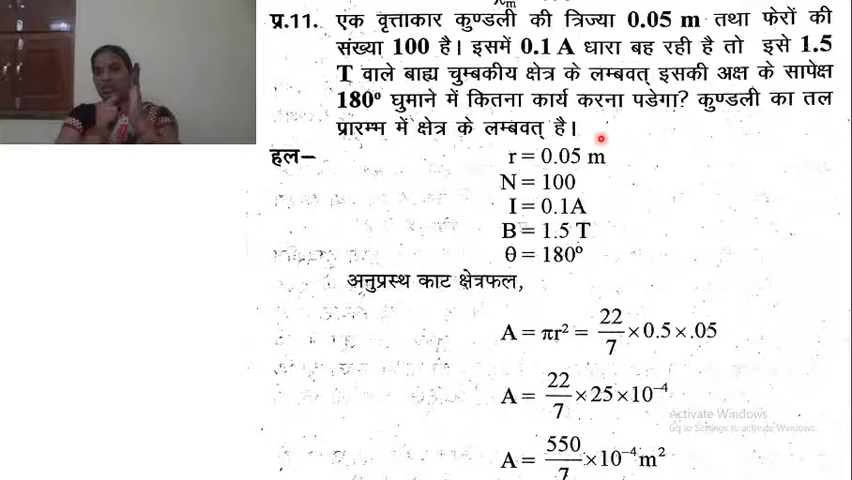 प्र.11. एक वृत्ताकार कुण्डली की त्रिज्या 0.05 m तथा फेरों की
संख्या 100 है। इसमें 0.1 A धारा बह रही है तो इसे 1.5
T वाले बाह्य चुम्बकीय क्षेत्र के लम्बवत् इसकी अक्ष के सापेक्ष
180° घुमाने में कितना कार्य करना पडेगा? कुण्डली का तल
प्रारम्भ में क्षेत्र के लम्बवत् है।
हल– r = 0.05 m
N = 100
I = 0.1A
B = 1.5 T
θ = 180°
अनुप्रस्थ काट क्षेत्रफल,
A = πr² = 22/7 × 0.5 × .05
A = 22/7 × 25 × 10⁻⁴
A = 550/7 × 10⁻⁴ m²
Activate Windows
Go to Settings to activate Windows.